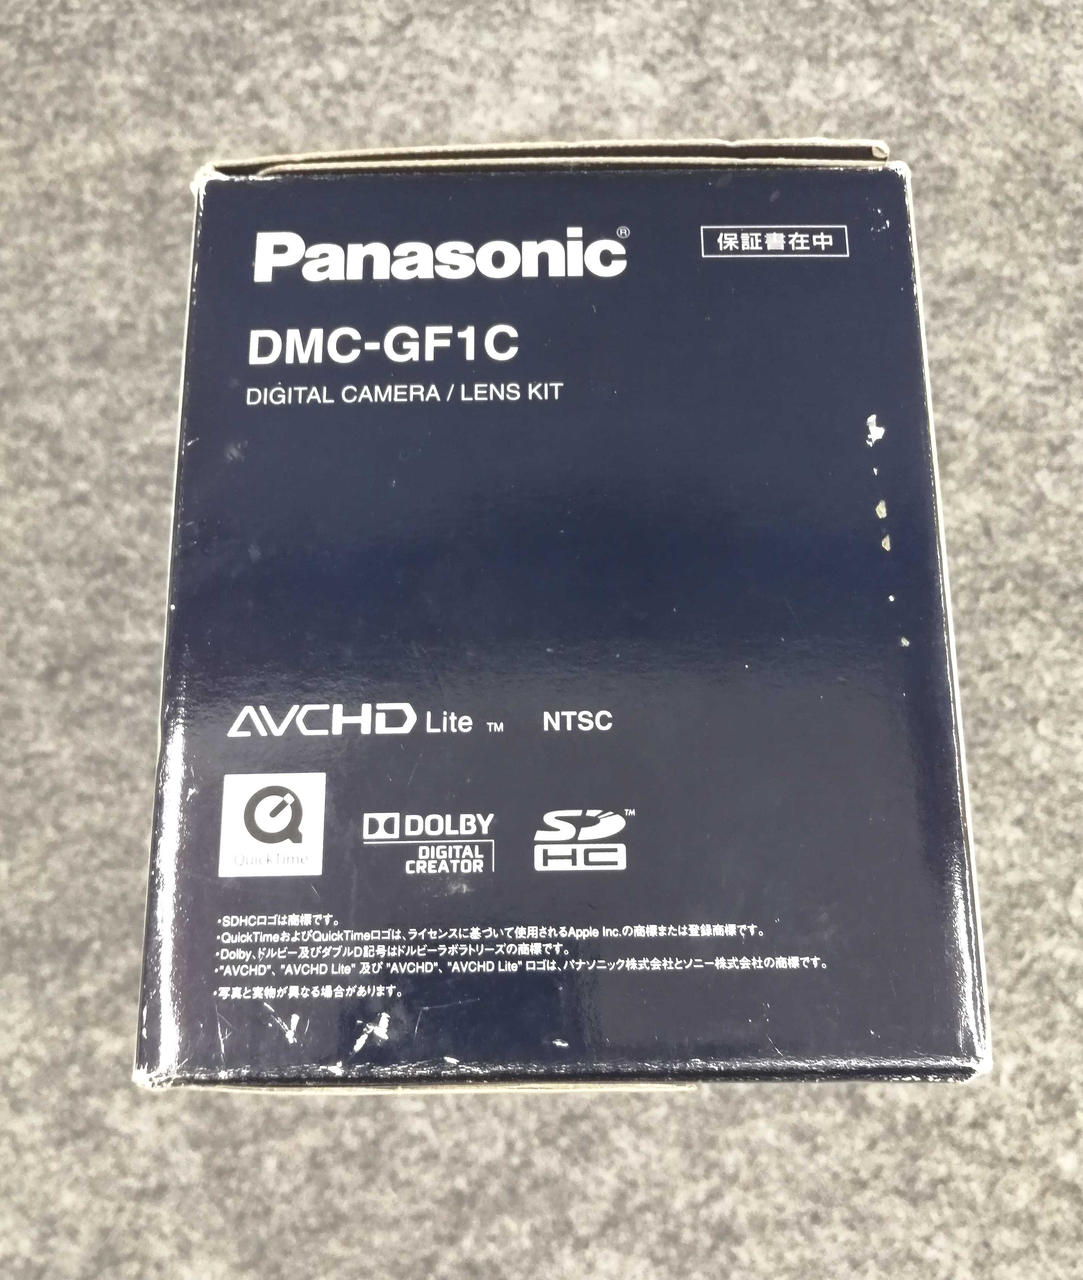 Panasonic®
保証書在中
DMC-GF1C
DIGITAL CAMERA / LENS KIT
AVCHD Lite ™ NTSC
QuickTime
DOLBY
DIGITAL
CREATOR
SD™
HC
・SDHCロゴは商標です。
・QuickTimeおよびQuickTimeロゴは、ライセンスに基づいて使用されるApple Inc.の商標または登録商標です。
・Dolby、ドルビー及びダブルD記号はドルビーラボラトリーズの商標です。
・"AVCHD"、"AVCHD Lite" 及び "AVCHD"、"AVCHD Lite" ロゴは、パナソニック株式会社とソニー株式会社の商標です。
・写真と実物が異なる場合があります。